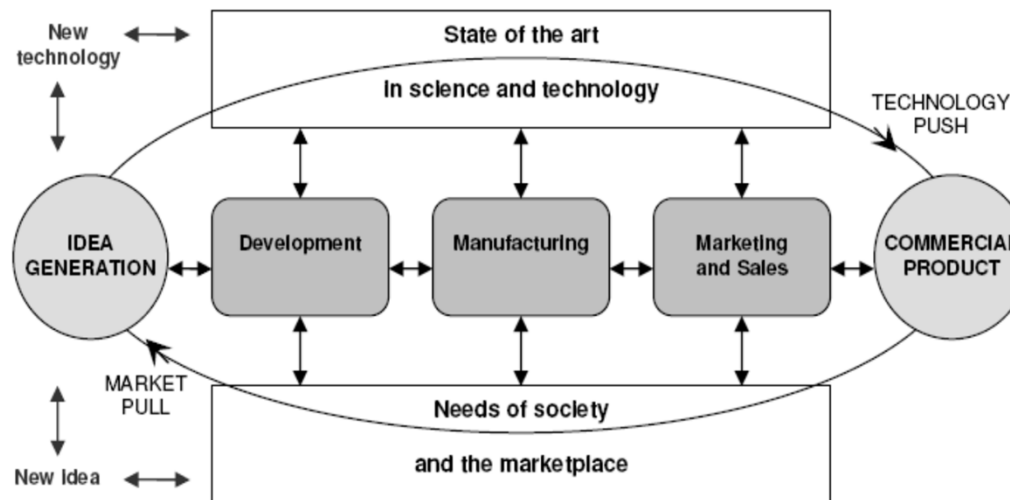 New
technology
State of the art
In science and technology
TECHNOLOGY
PUSH
IDEA
GENERATION
Development
Manufacturing
Marketing
and Sales
COMMERCIAL
PRODUCT
MARKET
PULL
Needs of society
and the marketplace
New Idea